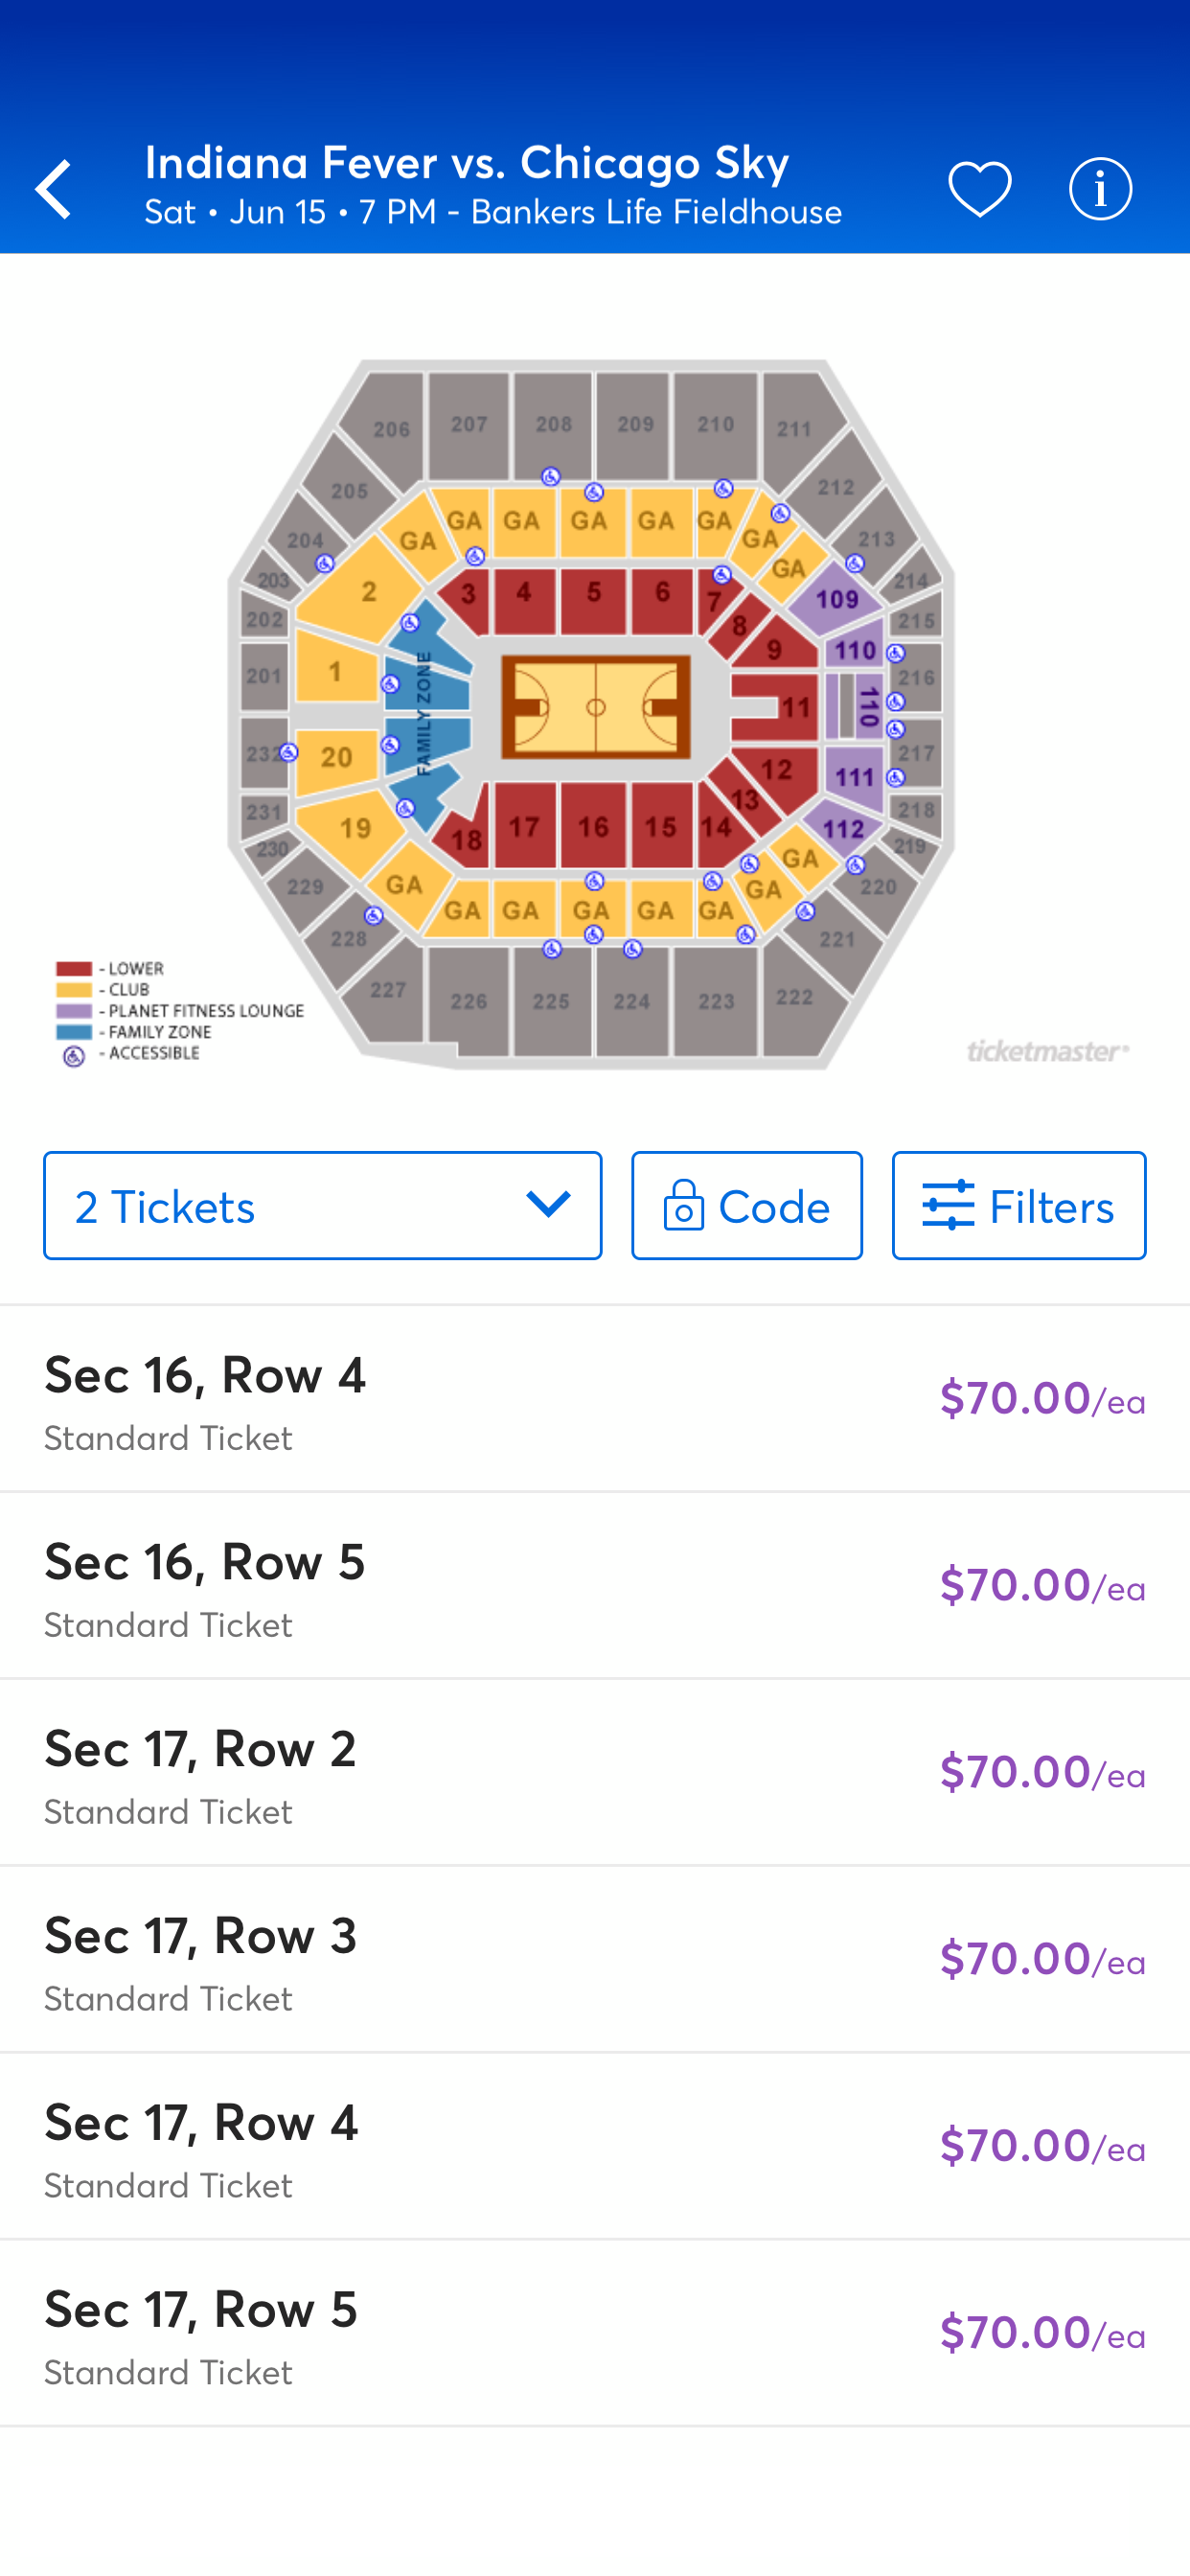 Indiana Fever vs. Chicago Sky
Sat • Jun 15 • 7 PM - Bankers Life Fieldhouse
206 207 208 209 210 211
205 212
204 213
203 214
202 215
201 216
232 217
231 218
230 219
229 220
228 221
227 226 225 224 223 222
GA GA GA GA GA GA GA GA
2 3 4 5 6 7 8 9 109
1 110
FAMILY ZONE
11 110
20 12 111
19 18 17 16 15 14 13 112
GA GA GA GA GA GA GA GA
- LOWER
- CLUB
- PLANET FITNESS LOUNGE
- FAMILY ZONE
- ACCESSIBLE
ticketmaster®
2 Tickets Code Filters
Sec 16, Row 4
$70.00/ea
Standard Ticket
Sec 16, Row 5
$70.00/ea
Standard Ticket
Sec 17, Row 2
$70.00/ea
Standard Ticket
Sec 17, Row 3
$70.00/ea
Standard Ticket
Sec 17, Row 4
$70.00/ea
Standard Ticket
Sec 17, Row 5
$70.00/ea
Standard Ticket